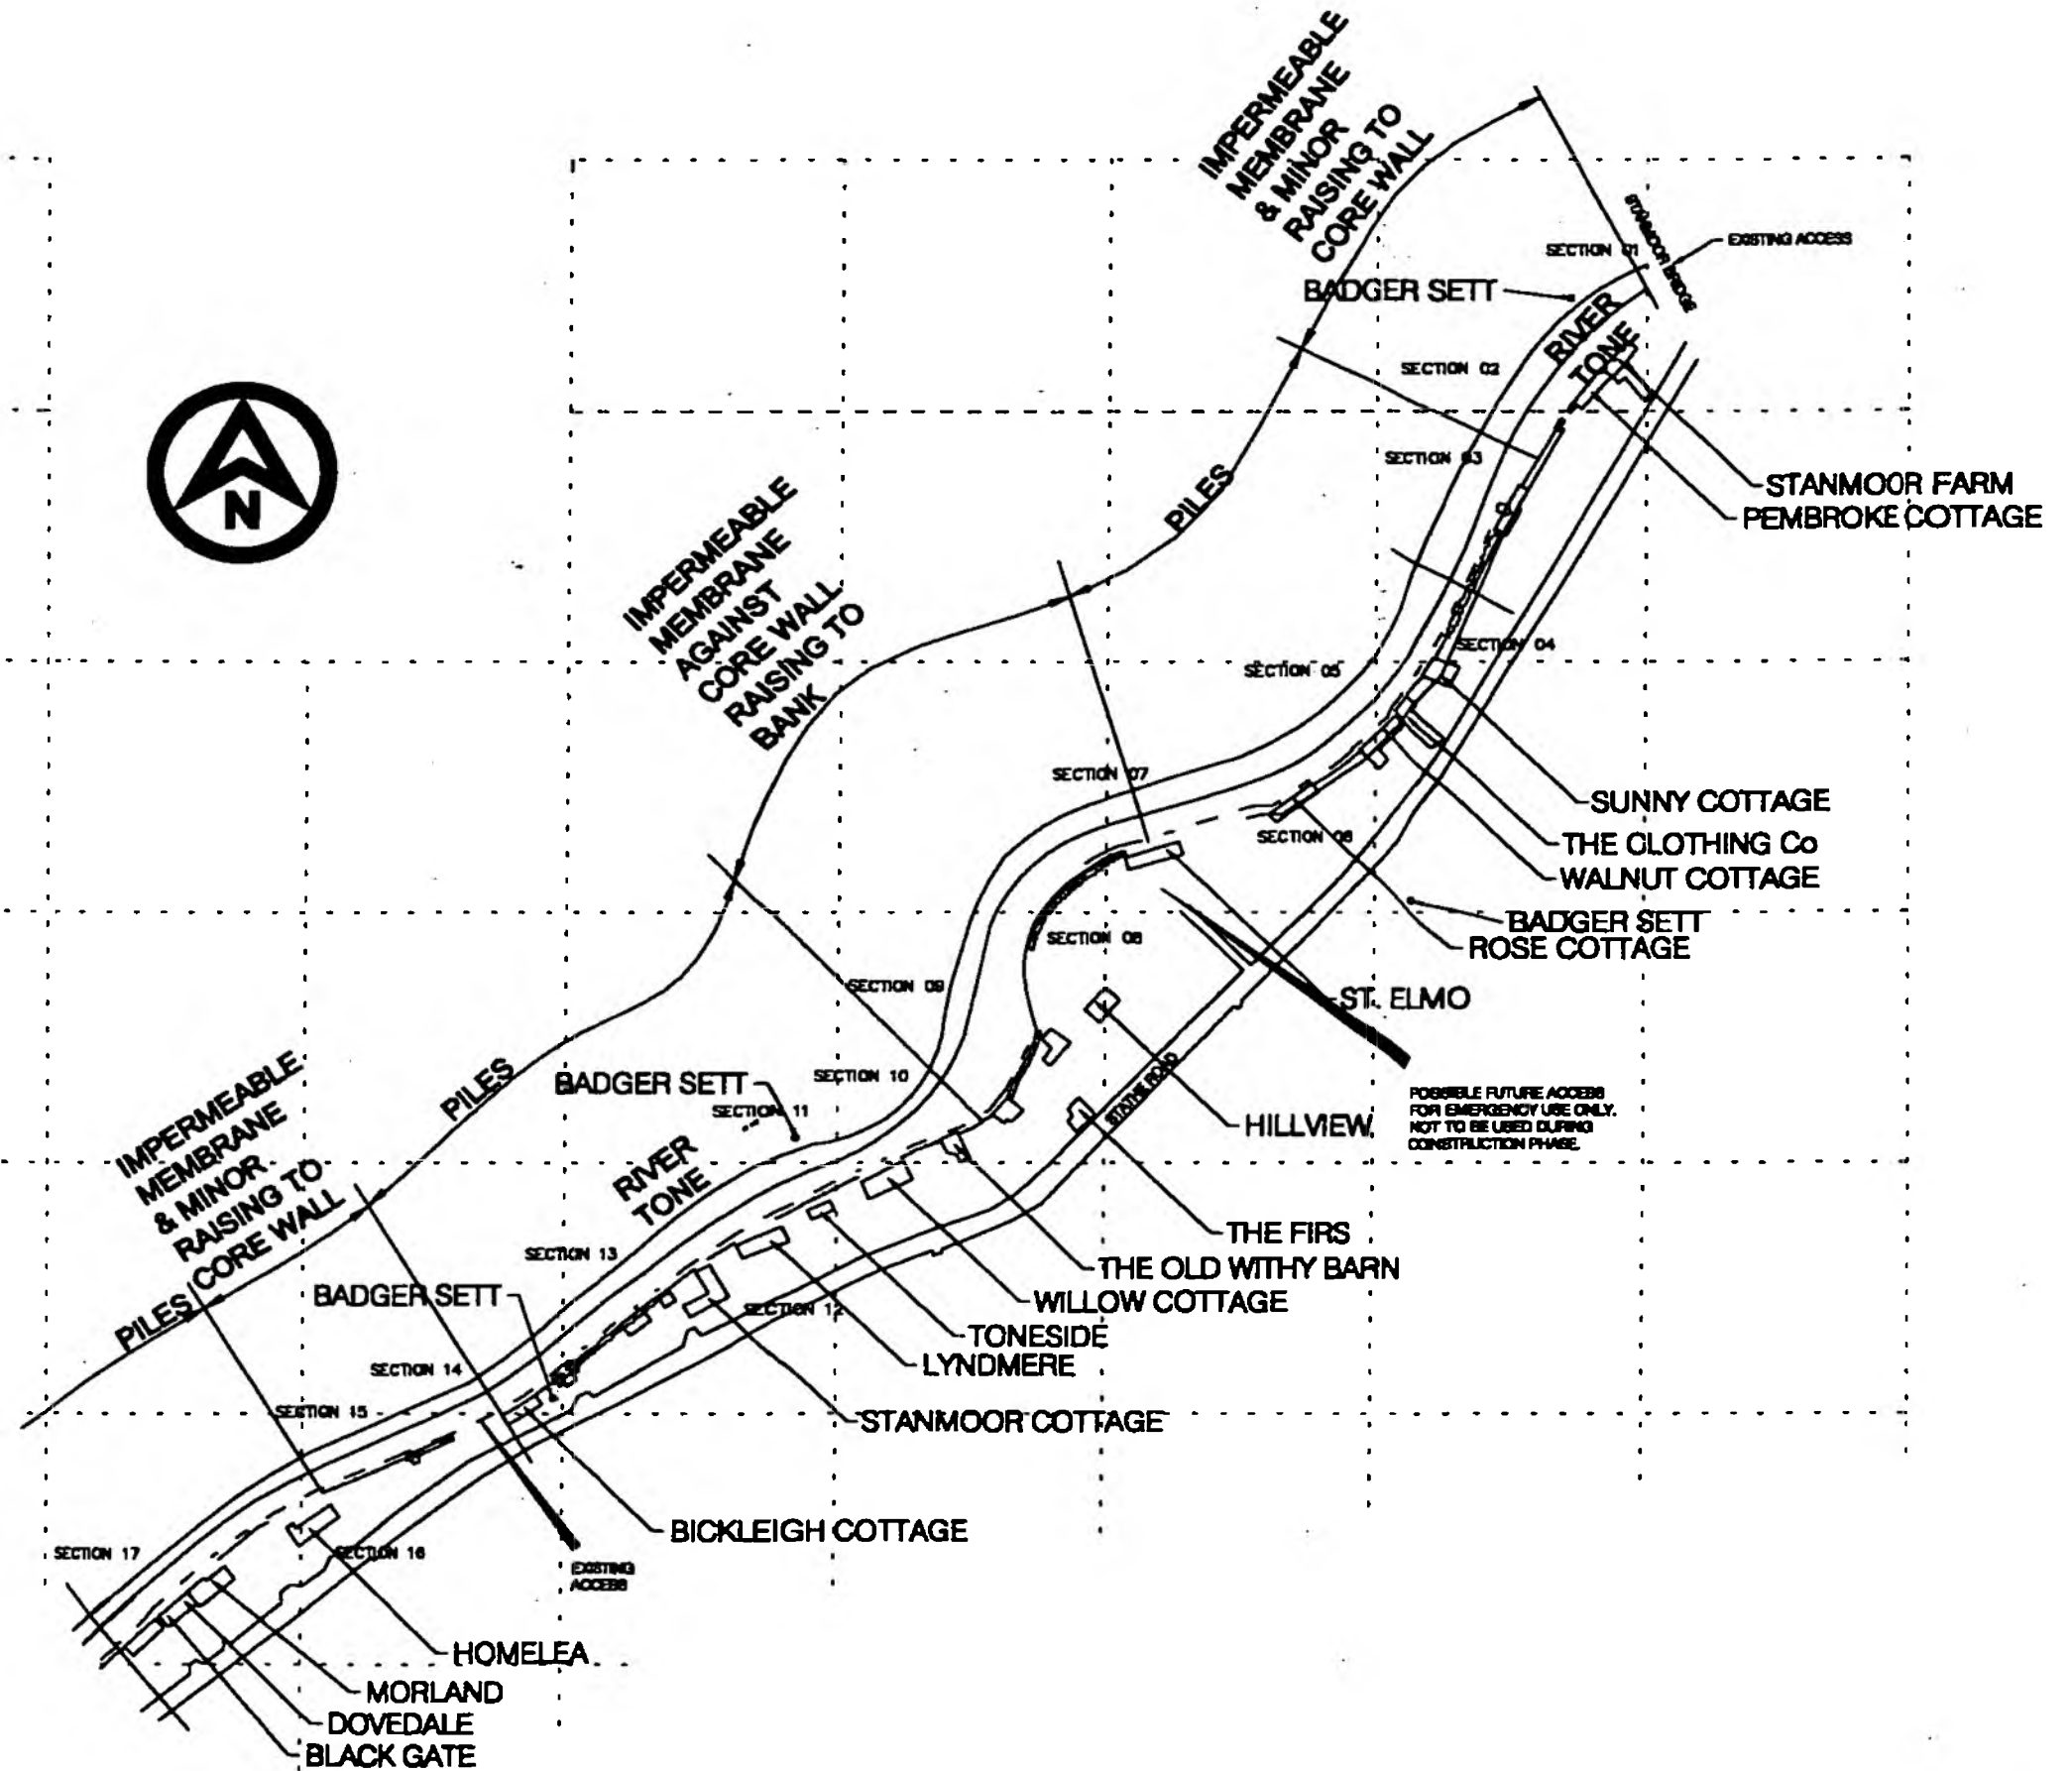 IMPERMEABLE
MEMBRANE
& MINOR
RAISING TO
CORE WALL
STANMOOR BRIDGE
EXISTING ACCESS
SECTION 01
BADGER SETT
RIVER
TONE
SECTION 02
SECTION 03
STANMOOR FARM
PEMBROKE COTTAGE
PILES
N
IMPERMEABLE
MEMBRANE
AGAINST
CORE WALL
RAISING TO
BANK
SECTION 04
SECTION 05
SECTION 07
SUNNY COTTAGE
SECTION 06
THE CLOTHING Co
WALNUT COTTAGE
BADGER SETT
ROSE COTTAGE
SECTION 08
SECTION 09
ST. ELMO
POSSIBLE FUTURE ACCESS
FOR EMERGENCY USE ONLY.
NOT TO BE USED DURING
CONSTRUCTION PHASE.
STATHE ROAD
HILLVIEW
SECTION 10
BADGER SETT
SECTION 11
PILES
RIVER
TONE
IMPERMEABLE
MEMBRANE
& MINOR
RAISING TO
CORE WALL
THE FIRS
THE OLD WITHY BARN
WILLOW COTTAGE
TONESIDE
LYNDMERE
SECTION 13
SECTION 12
BADGER SETT
PILES
STANMOOR COTTAGE
SECTION 14
SECTION 15
BICKLEIGH COTTAGE
EXISTING
ACCESS
SECTION 17
SECTION 16
HOMELEA
MORLAND
DOVEDALE
BLACK GATE